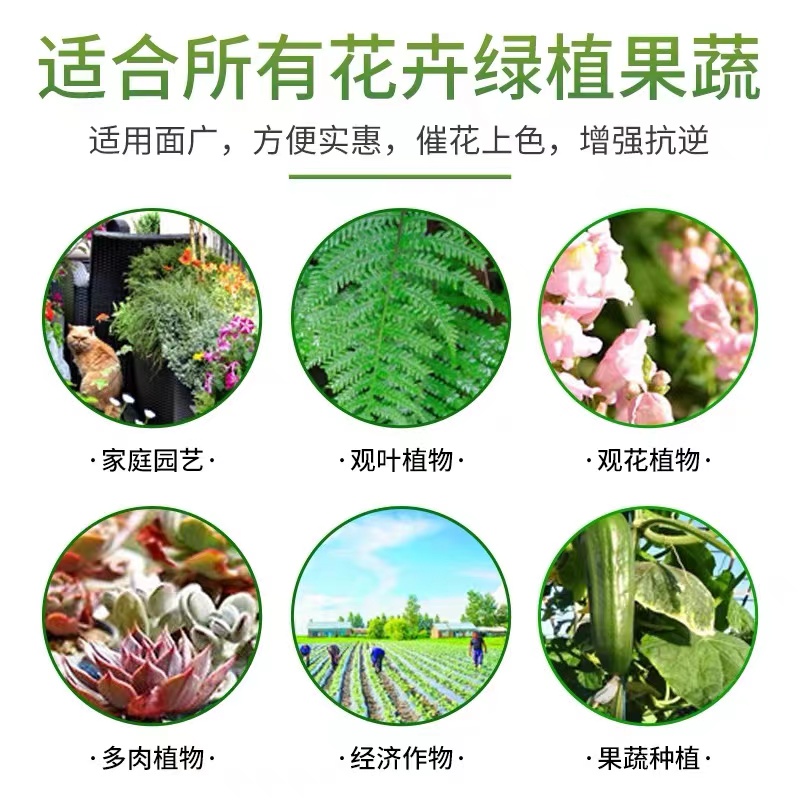 适合所有花卉绿植果蔬
适用面广，方便实惠，催花上色，增强抗逆
·家庭园艺·
·观叶植物·
·观花植物·
·多肉植物·
·经济作物·
·果蔬种植·